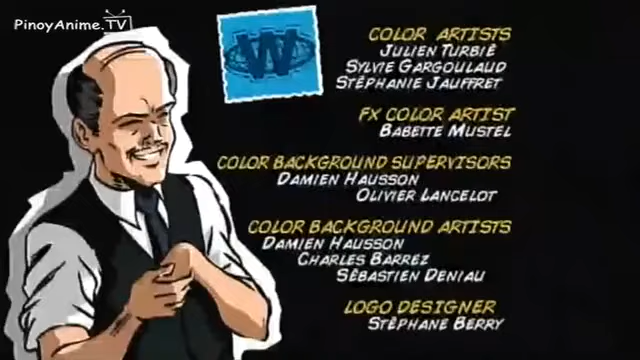 PinoyAnime.TV
W
COLOR ARTISTS
JULIEN TURBIÊ
SYLVIE GARGOULAUD
STÉPHANIE JAUFFRET
FX COLOR ARTIST
BABETTE MUSTEL
COLOR BACKGROUND SUPERVISORS
DAMIEN HAUSSON
OLIVIER LANCELOT
COLOR BACKGROUND ARTISTS
DAMIEN HAUSSON
CHARLES BARREZ
SÉBASTIEN DENIAU
LOGO DESIGNER
STÉPHANE BERRY